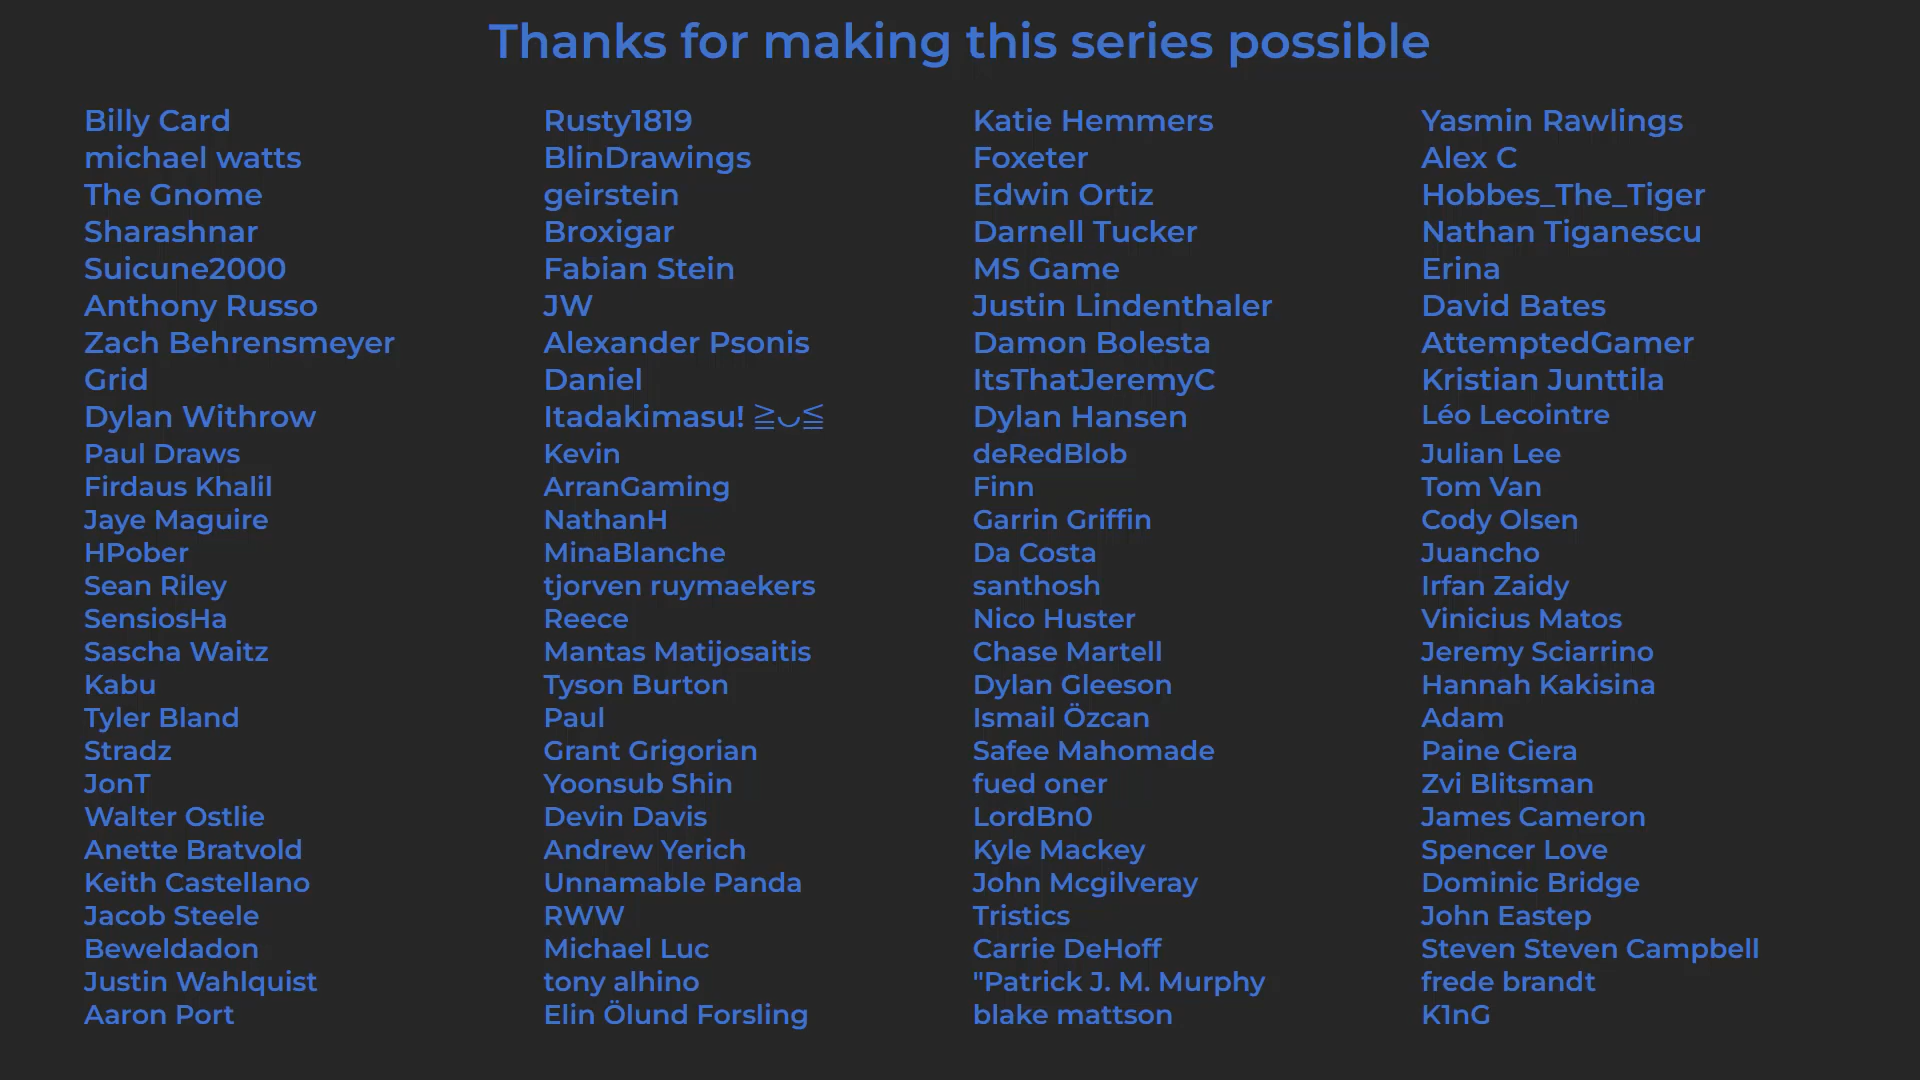 Thanks for making this series possible
Billy Card
michael watts
The Gnome
Sharashnar
Suicune2000
Anthony Russo
Zach Behrensmeyer
Grid
Dylan Withrow
Paul Draws
Firdaus Khalil
Jaye Maguire
HPober
Sean Riley
SensiosHa
Sascha Waitz
Kabu
Tyler Bland
Stradz
JonT
Walter Ostlie
Anette Bratvold
Keith Castellano
Jacob Steele
Beweldadon
Justin Wahlquist
Aaron Port
Rusty1819
BlinDrawings
geirstein
Broxigar
Fabian Stein
JW
Alexander Psonis
Daniel
Itadakimasu! ≧◡≦
Kevin
ArranGaming
NathanH
MinaBlanche
tjorven ruymaekers
Reece
Mantas Matijosaitis
Tyson Burton
Paul
Grant Grigorian
Yoonsub Shin
Devin Davis
Andrew Yerich
Unnamable Panda
RWW
Michael Luc
tony alhino
Elin Ölund Forsling
Katie Hemmers
Foxeter
Edwin Ortiz
Darnell Tucker
MS Game
Justin Lindenthaler
Damon Bolesta
ItsThatJeremyC
Dylan Hansen
deRedBlob
Finn
Garrin Griffin
Da Costa
santhosh
Nico Huster
Chase Martell
Dylan Gleeson
Ismail Özcan
Safee Mahomade
fued oner
LordBn0
Kyle Mackey
John Mcgilveray
Tristics
Carrie DeHoff
"Patrick J. M. Murphy
blake mattson
Yasmin Rawlings
Alex C
Hobbes_The_Tiger
Nathan Tiganescu
Erina
David Bates
AttemptedGamer
Kristian Junttila
Léo Lecointre
Julian Lee
Tom Van
Cody Olsen
Juancho
Irfan Zaidy
Vinicius Matos
Jeremy Sciarrino
Hannah Kakisina
Adam
Paine Ciera
Zvi Blitsman
James Cameron
Spencer Love
Dominic Bridge
John Eastep
Steven Steven Campbell
frede brandt
K1nG